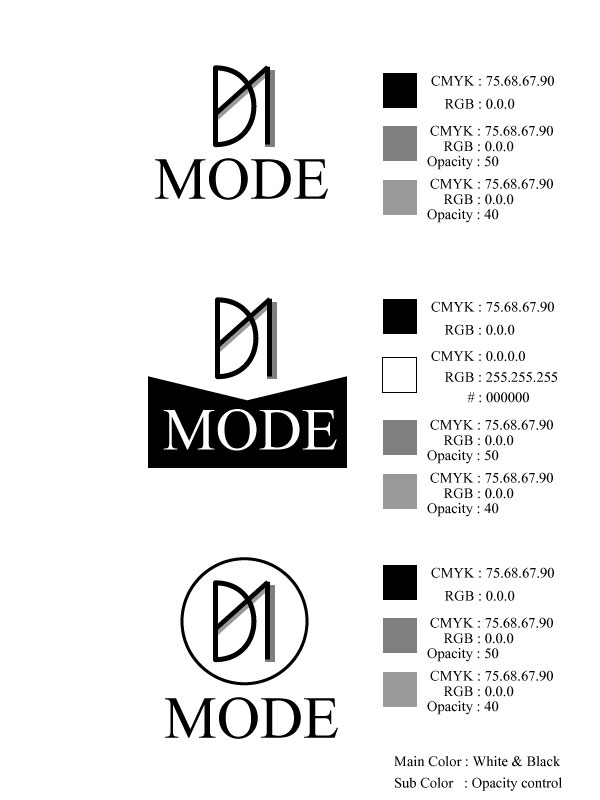 D1
MODE
CMYK : 75.68.67.90
RGB : 0.0.0
CMYK : 75.68.67.90
RGB : 0.0.0
Opacity : 50
CMYK : 75.68.67.90
RGB : 0.0.0
Opacity : 40
D1
MODE
CMYK : 75.68.67.90
RGB : 0.0.0
CMYK : 0.0.0.0
RGB : 255.255.255
# : 000000
CMYK : 75.68.67.90
RGB : 0.0.0
Opacity : 50
CMYK : 75.68.67.90
RGB : 0.0.0
Opacity : 40
D1
MODE
CMYK : 75.68.67.90
RGB : 0.0.0
CMYK : 75.68.67.90
RGB : 0.0.0
Opacity : 50
CMYK : 75.68.67.90
RGB : 0.0.0
Opacity : 40
Main Color : White & Black
Sub Color : Opacity control